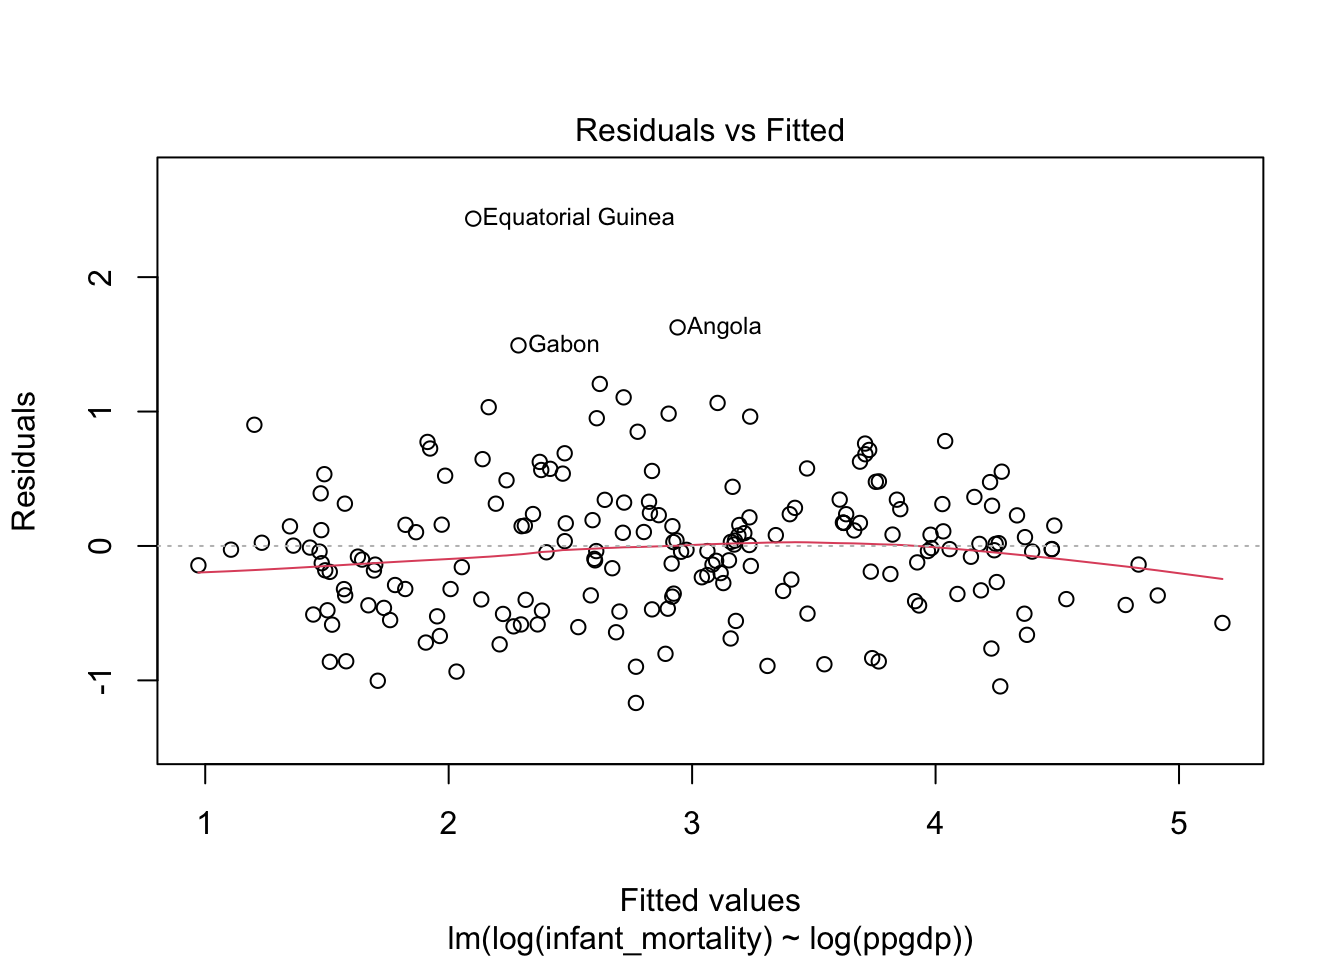 Residuals vs Fitted
Equatorial Guinea
Angola
Gabon
Residuals
2
1
0
-1
1 2 3 4 5
Fitted values
lm(log(infant_mortality) ~ log(ppgdp))